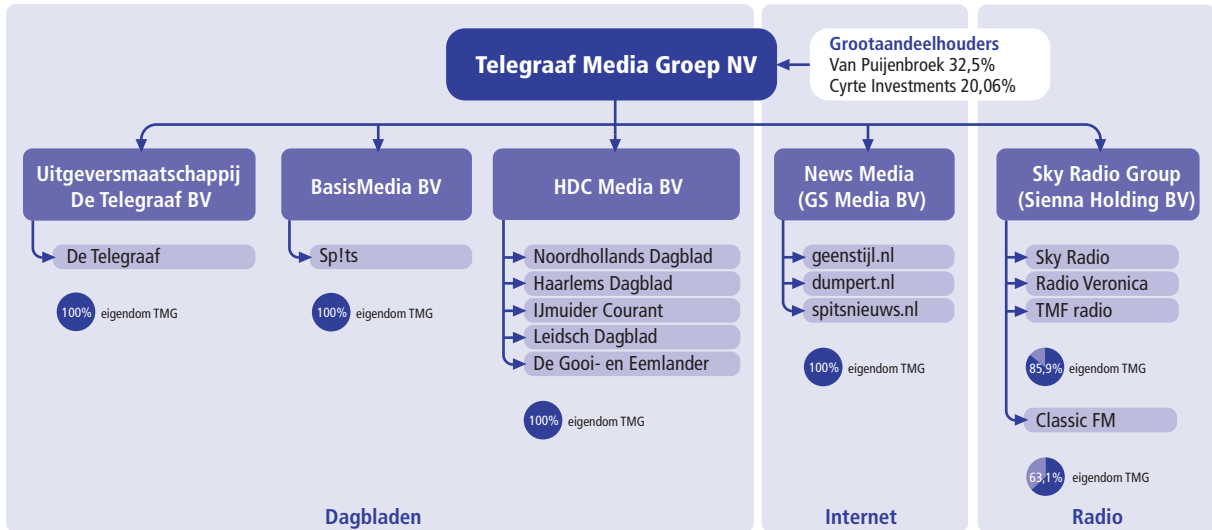 Telegraaf Media Groep NV
Grootaandeelhouders
Van Puijenbroek 32,5%
Cyrte Investments 20,06%
Uitgeversmaatschappij
De Telegraaf BV
De Telegraaf
100% eigendom TMG
BasisMedia BV
Sp!ts
100% eigendom TMG
HDC Media BV
Noordhollands Dagblad
Haarlems Dagblad
IJmuider Courant
Leidsch Dagblad
De Gooi- en Eemlander
100% eigendom TMG
Dagbladen
News Media
(GS Media BV)
geenstijl.nl
dumpert.nl
spitsnieuws.nl
100% eigendom TMG
Internet
Sky Radio Group
(Sienna Holding BV)
Sky Radio
Radio Veronica
TMF radio
85,9% eigendom TMG
Classic FM
63,1% eigendom TMG
Radio